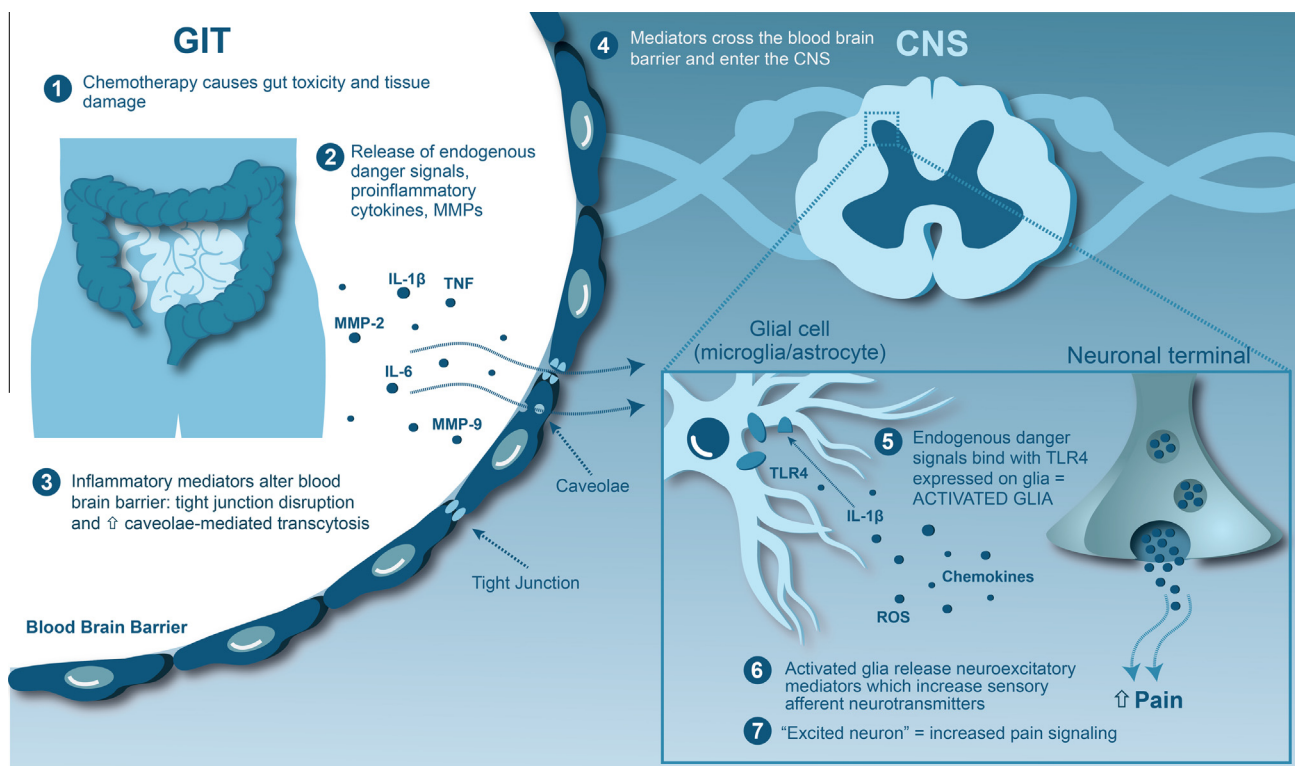 GIT
1 Chemotherapy causes gut toxicity and tissue
damage
2 Release of endogenous
danger signals,
proinflammatory
cytokines, MMPs
IL-1β
TNF
MMP-2
IL-6
MMP-9
3 Inflammatory mediators alter blood
brain barrier: tight junction disruption
and ⇧ caveolae-mediated transcytosis
Caveolae
Tight Junction
Blood Brain Barrier
4 Mediators cross the blood brain
barrier and enter the CNS
CNS
Glial cell
(microglia/astrocyte)
Neuronal terminal
TLR4
IL-1β
5 Endogenous danger
signals bind with TLR4
expressed on glia =
ACTIVATED GLIA
Chemokines
ROS
6 Activated glia release neuroexcitatory
mediators which increase sensory
afferent neurotransmitters
7 “Excited neuron” = increased pain signaling
⇧ Pain